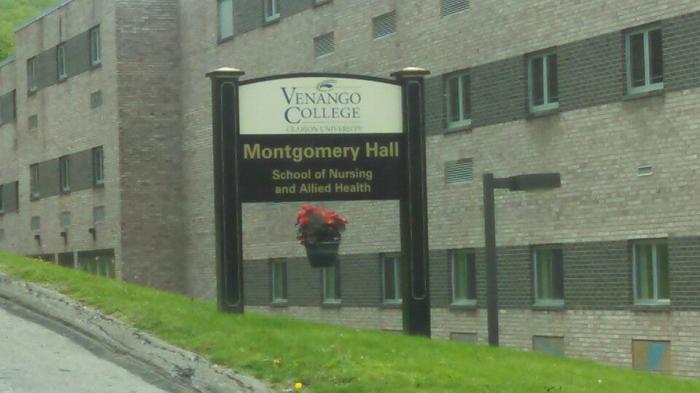 VENANGO
COLLEGE
CLARION UNIVERSITY
Montgomery Hall
School of Nursing
and Allied Health